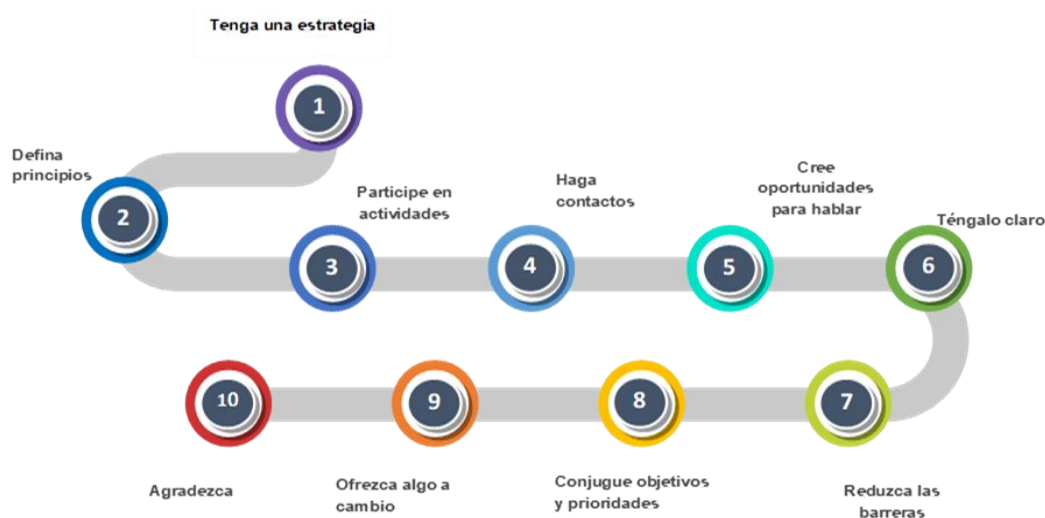 Tenga una estrategia
1
Defina
principios
2
Participe en
actividades
3
Haga
contactos
4
Cree
oportunidades
para hablar
5
Téngalo claro
6
7
Reduzca las
barreras
8
Conjugue objetivos
y prioridades
9
Ofrezca algo a
cambio
10
Agradezca